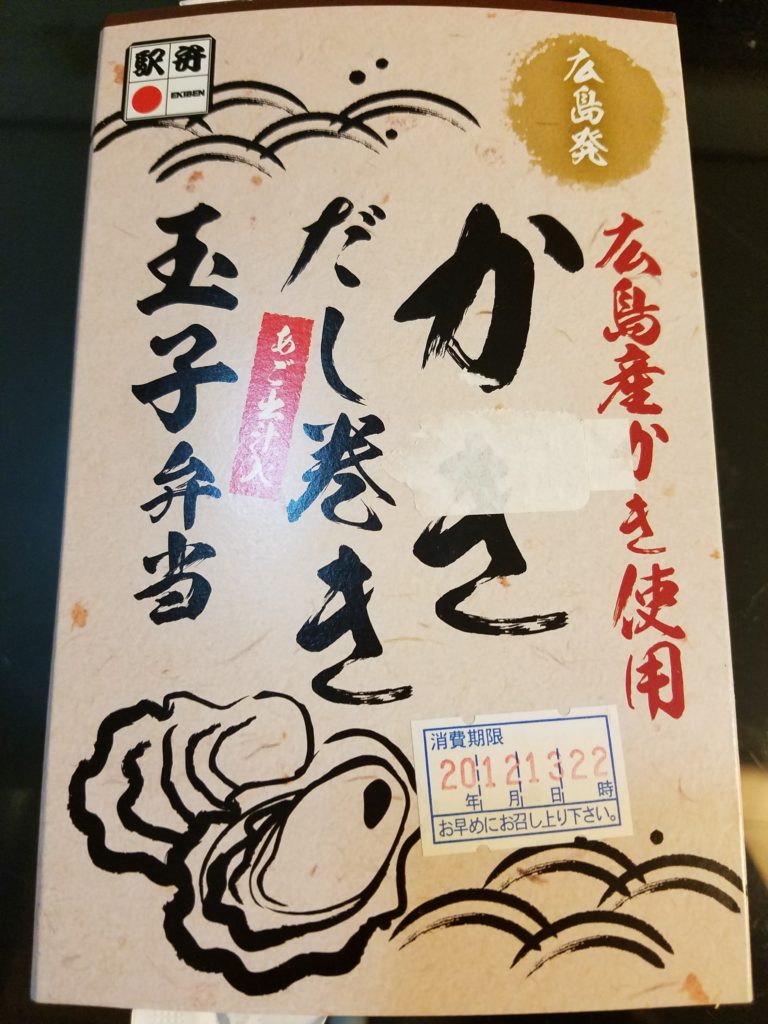 駅弁
EKIBEN
広島発
広島産かき使用
かき
だし巻き
あご出汁入
玉子弁当
消費期限
20 12 13 22
年 月 日 時
お早めにお召し上り下さい。